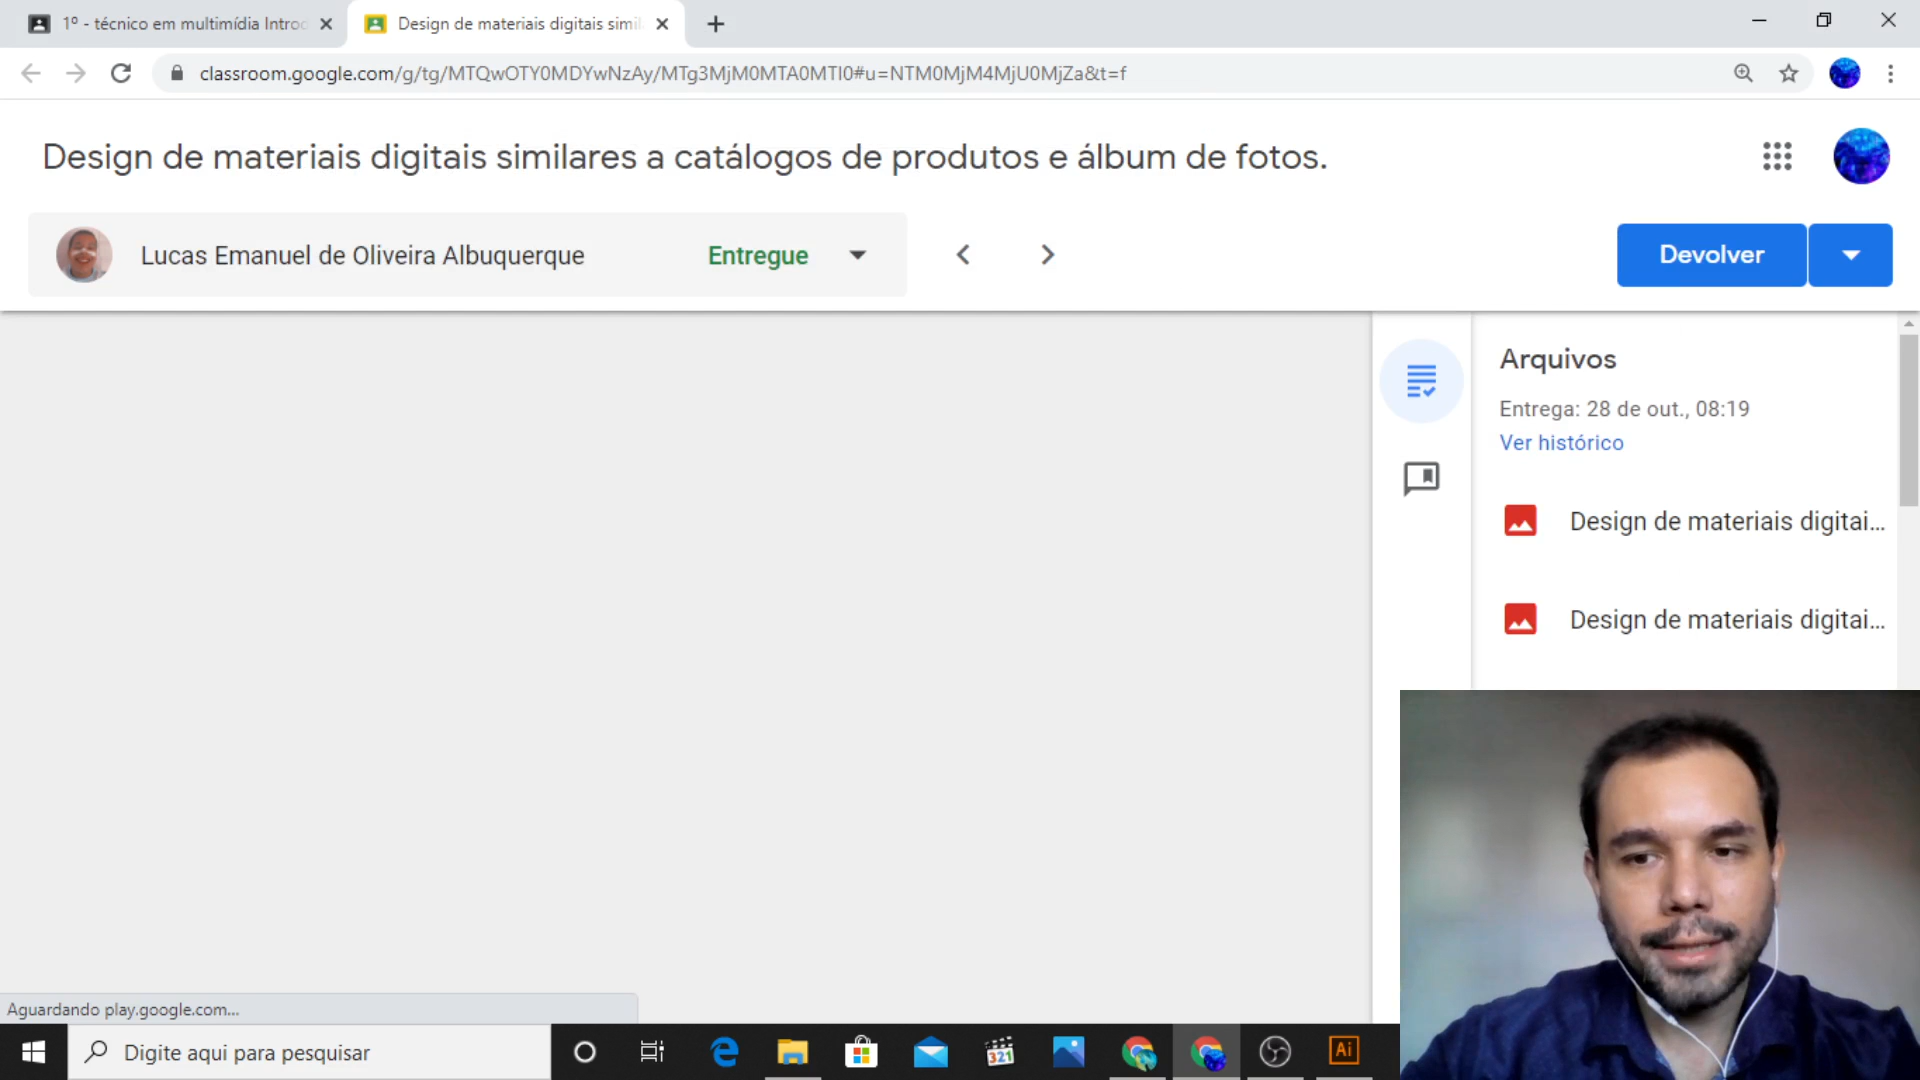 1º - técnico em multimídia Introd
Design de materiais digitais simil
classroom.google.com/g/tg/MTQwOTY0MDYwNzAy/MTg3MjM0MTA0MTI0#u=NTM0MjM4MjU0MjZa&t=f
Design de materiais digitais similares a catálogos de produtos e álbum de fotos.
Lucas Emanuel de Oliveira Albuquerque
Entregue
Devolver
Arquivos
Entrega: 28 de out., 08:19
Ver histórico
Design de materiais digitai...
Design de materiais digitai...
Aguardando play.google.com...
Digite aqui para pesquisar
321
Ai